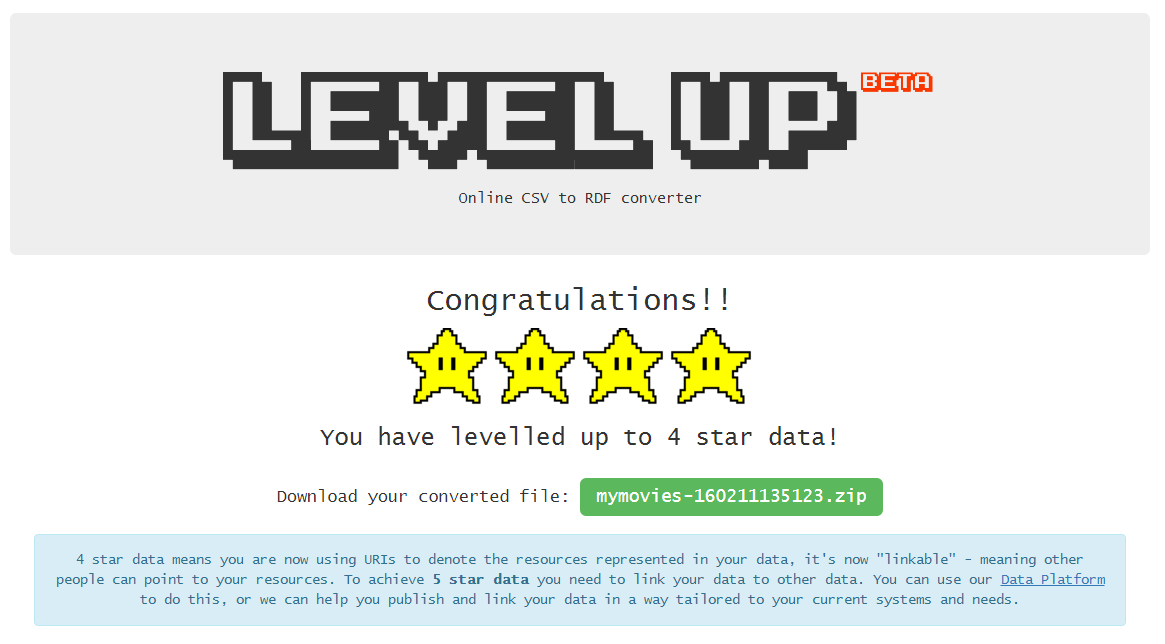 LEVEL UP BETA
Online CSV to RDF converter
Congratulations!!
You have levelled up to 4 star data!
Download your converted file: mymovies-160211135123.zip
4 star data means you are now using URIs to denote the resources represented in your data, it's now "linkable" - meaning other
people can point to your resources. To achieve 5 star data you need to link your data to other data. You can use our Data Platform
to do this, or we can help you publish and link your data in a way tailored to your current systems and needs.